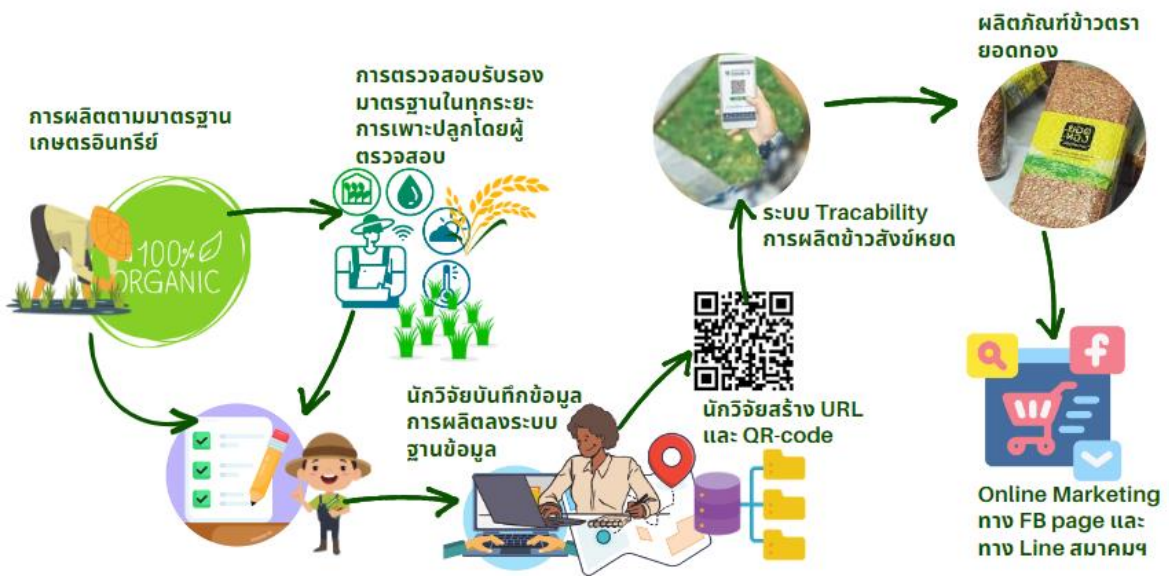 การผลิตตามมาตรฐาน
เกษตรอินทรีย์
100%
ORGANIC
การตรวจสอบรับรอง
มาตรฐานในทุกระยะ
การเพาะปลูกโดยผู้
ตรวจสอบ
นักวิจัยบันทึกข้อมูล
การผลิตลงระบบ
ฐานข้อมูล
นักวิจัยสร้าง URL
และ QR-code
ระบบ Tracability
การผลิตข้าวสังข์หยด
ผลิตภัณฑ์ข้าวตรา
ยอดทอง
ยอด
ทอง
Online Marketing
ทาง FB page และ
ทาง Line สมาคมฯ